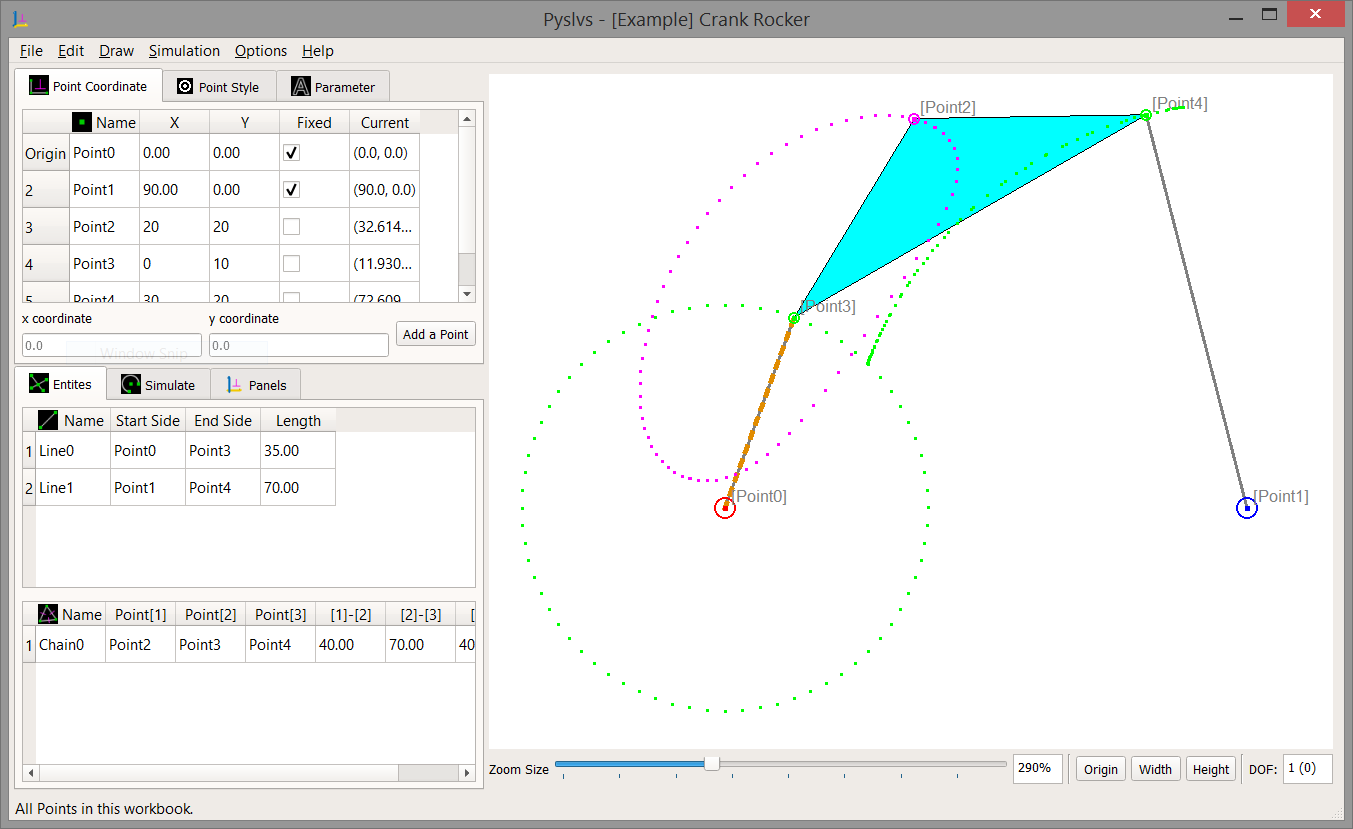 Pyslvs - [Example] Crank Rocker
File Edit Draw Simulation Options Help
Point Coordinate Point Style Parameter
Name X Y Fixed Current
Origin Point0 0.00 0.00 (0.0, 0.0)
2 Point1 90.00 0.00 (90.0, 0.0)
3 Point2 20 20 (32.614...
4 Point3 0 10 (11.930...
5 Point4 30 20 (72.609
x coordinate y coordinate
0.0 0.0 Add a Point
Window Snip
Entites Simulate Panels
Name Start Side End Side Length
1 Line0 Point0 Point3 35.00
2 Line1 Point1 Point4 70.00
Name Point[1] Point[2] Point[3] [1]-[2] [2]-[3] [
1 Chain0 Point2 Point3 Point4 40.00 70.00 40
[Point2]
[Point4]
[Point3]
[Point0]
[Point1]
Zoom Size 290% Origin Width Height DOF: 1 (0)
All Points in this workbook.